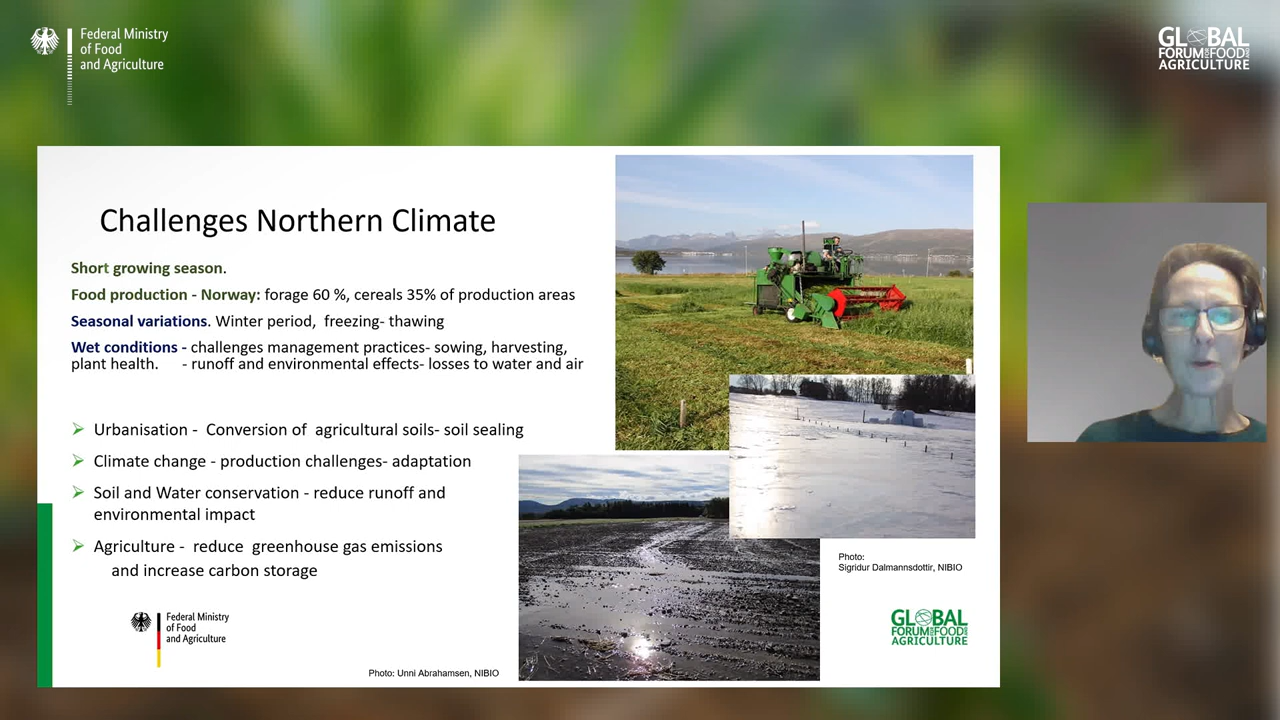 Federal Ministry
of Food
and Agriculture
GLOBAL
FORUM FOR FOOD AND
AGRICULTURE
Challenges Northern Climate
Short growing season.
Food production - Norway: forage 60 %, cereals 35% of production areas
Seasonal variations. Winter period, freezing- thawing
Wet conditions - challenges management practices- sowing, harvesting,
plant health. - runoff and environmental effects- losses to water and air
Urbanisation - Conversion of agricultural soils- soil sealing
Climate change - production challenges- adaptation
Soil and Water conservation - reduce runoff and
environmental impact
Agriculture - reduce greenhouse gas emissions
and increase carbon storage
Photo:
Sigridur Dalmannsdottir, NIBIO
Federal Ministry
of Food
and Agriculture
GLOBAL
FORUM FOR FOOD AND
AGRICULTURE
Photo: Unni Abrahamsen, NIBIO